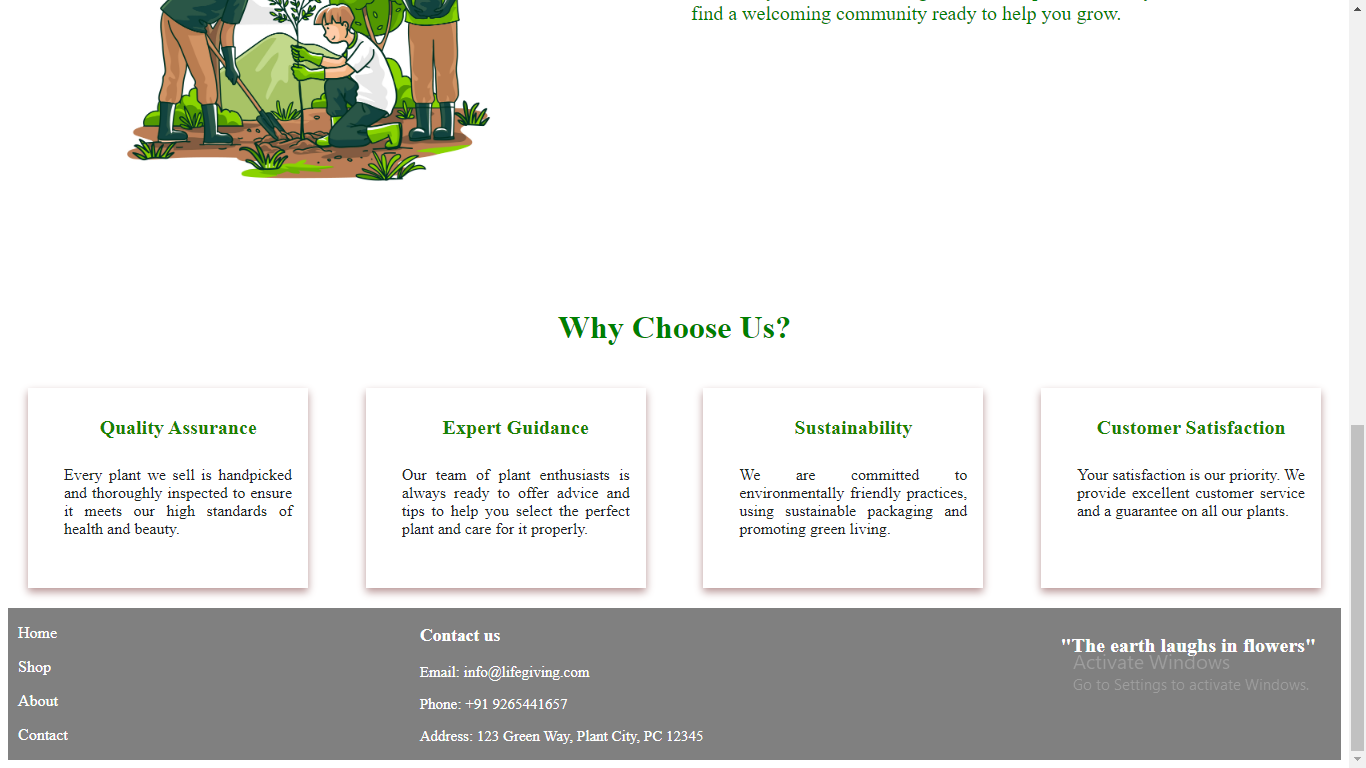 find a welcoming community ready to help you grow.
Why Choose Us?
Quality Assurance
Every plant we sell is handpicked
and thoroughly inspected to ensure
it meets our high standards of
health and beauty.
Expert Guidance
Our team of plant enthusiasts is
always ready to offer advice and
tips to help you select the perfect
plant and care for it properly.
Sustainability
We are committed to
environmentally friendly practices,
using sustainable packaging and
promoting green living.
Customer Satisfaction
Your satisfaction is our priority. We
provide excellent customer service
and a guarantee on all our plants.
Home
Shop
About
Contact
Contact us
Email: info@lifegiving.com
Phone: +91 9265441657
Address: 123 Green Way, Plant City, PC 12345
"The earth laughs in flowers"
Activate Windows
Go to Settings to activate Windows.